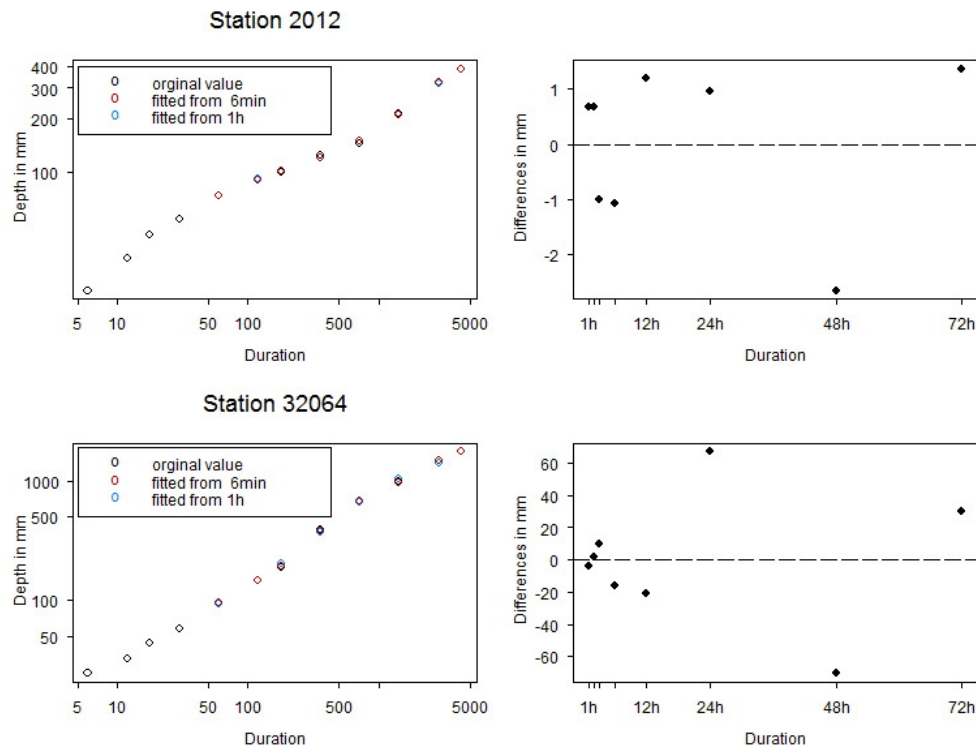 Station 2012
400
300
200
100
Depth in mm
O orginal value
O fitted from 6min
O fitted from 1h
5 10 50 100 500 5000
Duration
1
0
-1
-2
Differences in mm
1h 12h 24h 48h 72h
Duration
Station 32064
1000
500
100
50
Depth in mm
O orginal value
O fitted from 6min
O fitted from 1h
5 10 50 100 500 5000
Duration
60
40
20
0
-20
-40
-60
Differences in mm
1h 12h 24h 48h 72h
Duration